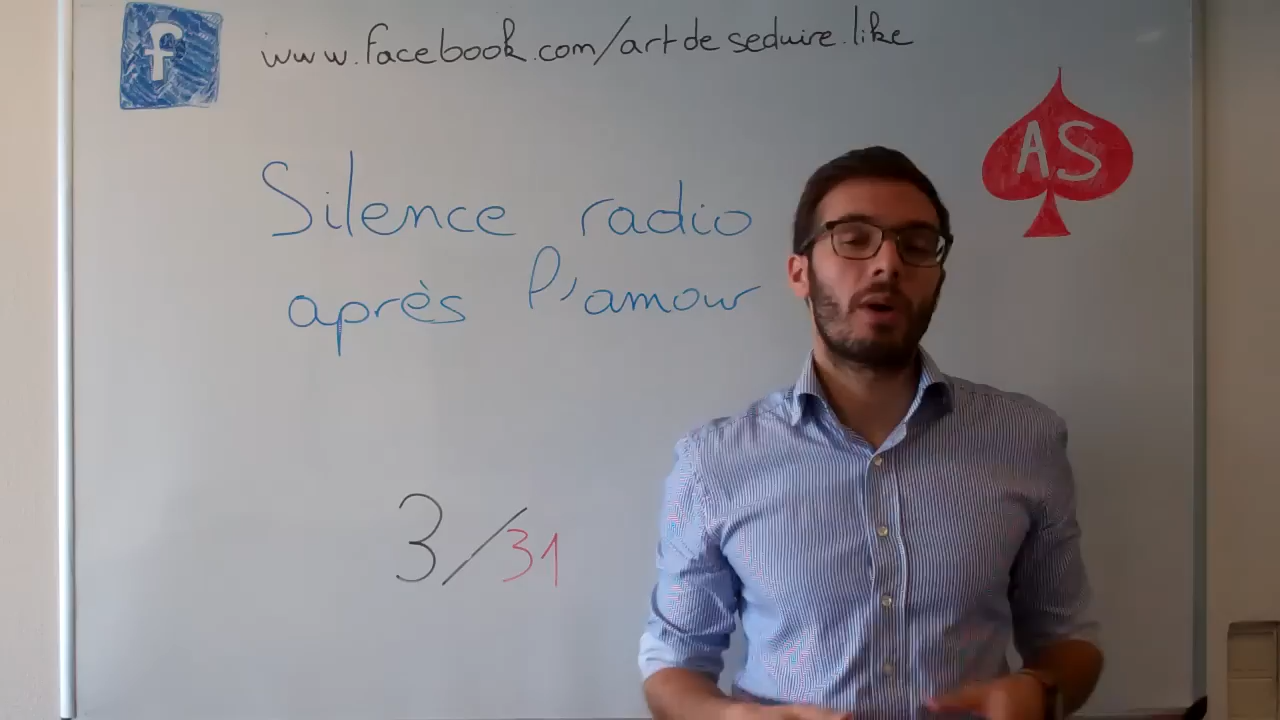 f www.facebook.com/artdeseduire.like
AS
Silence radio
après l'amour
3/31